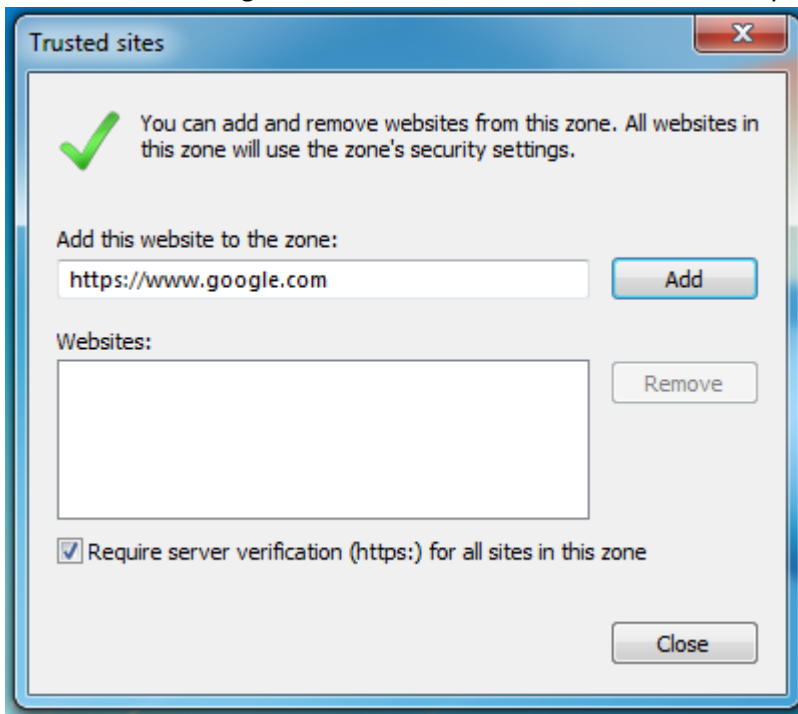 Trusted sites
You can add and remove websites from this zone. All websites in
this zone will use the zone's security settings.
Add this website to the zone:
https://www.google.com
Add
Websites:
Remove
Require server verification (https:) for all sites in this zone
Close